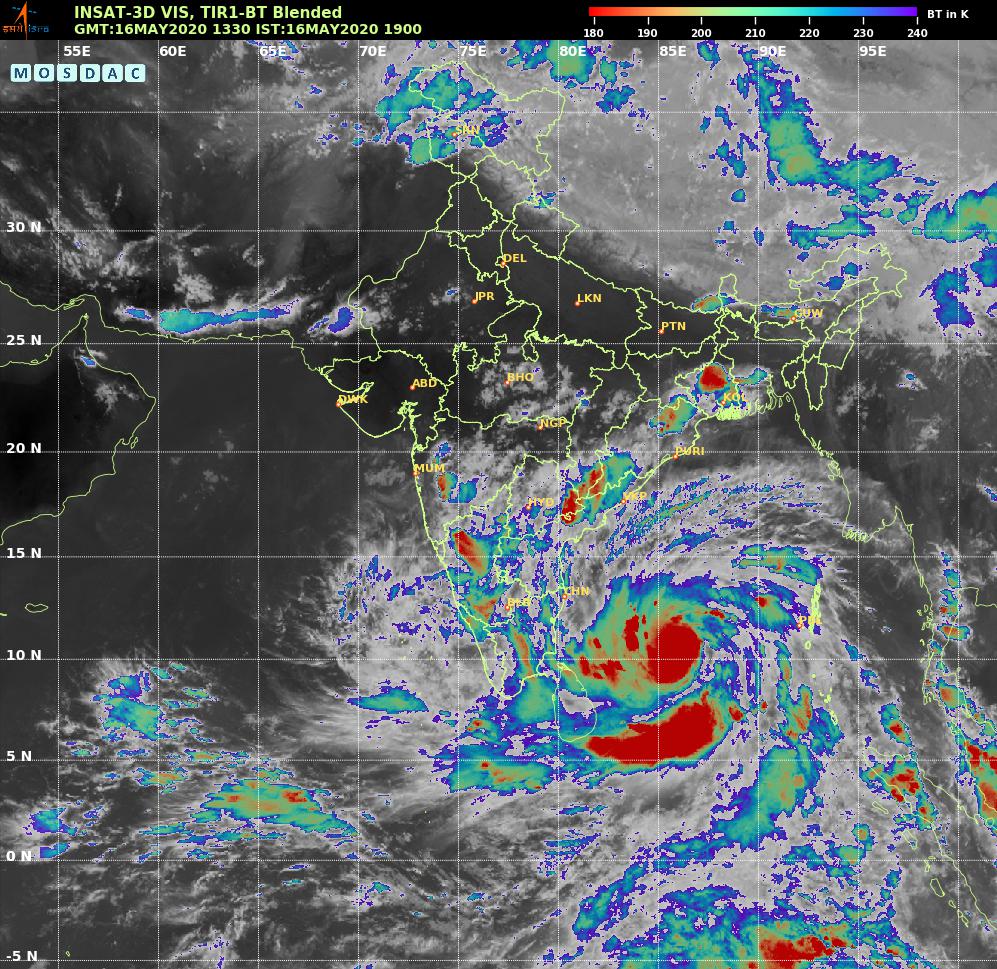 INSAT-3D VIS, TIR1-BT Blended
GMT:16MAY2020 1330 IST:16MAY2020 1900
180 190 200 210 220 230 240 BT in K
55E 60E 65E 70E 75E 80E 85E 90E 95E
MOSDAC
SRN
30 N
DEL
JPR LKN
GUW
PTN
25 N
BHO
ABD
DWK KOL
NGP
20 N PURI
MUM
HYD VKP
15 N
CHN
BLR
10 N
5 N
0 N
-5 N